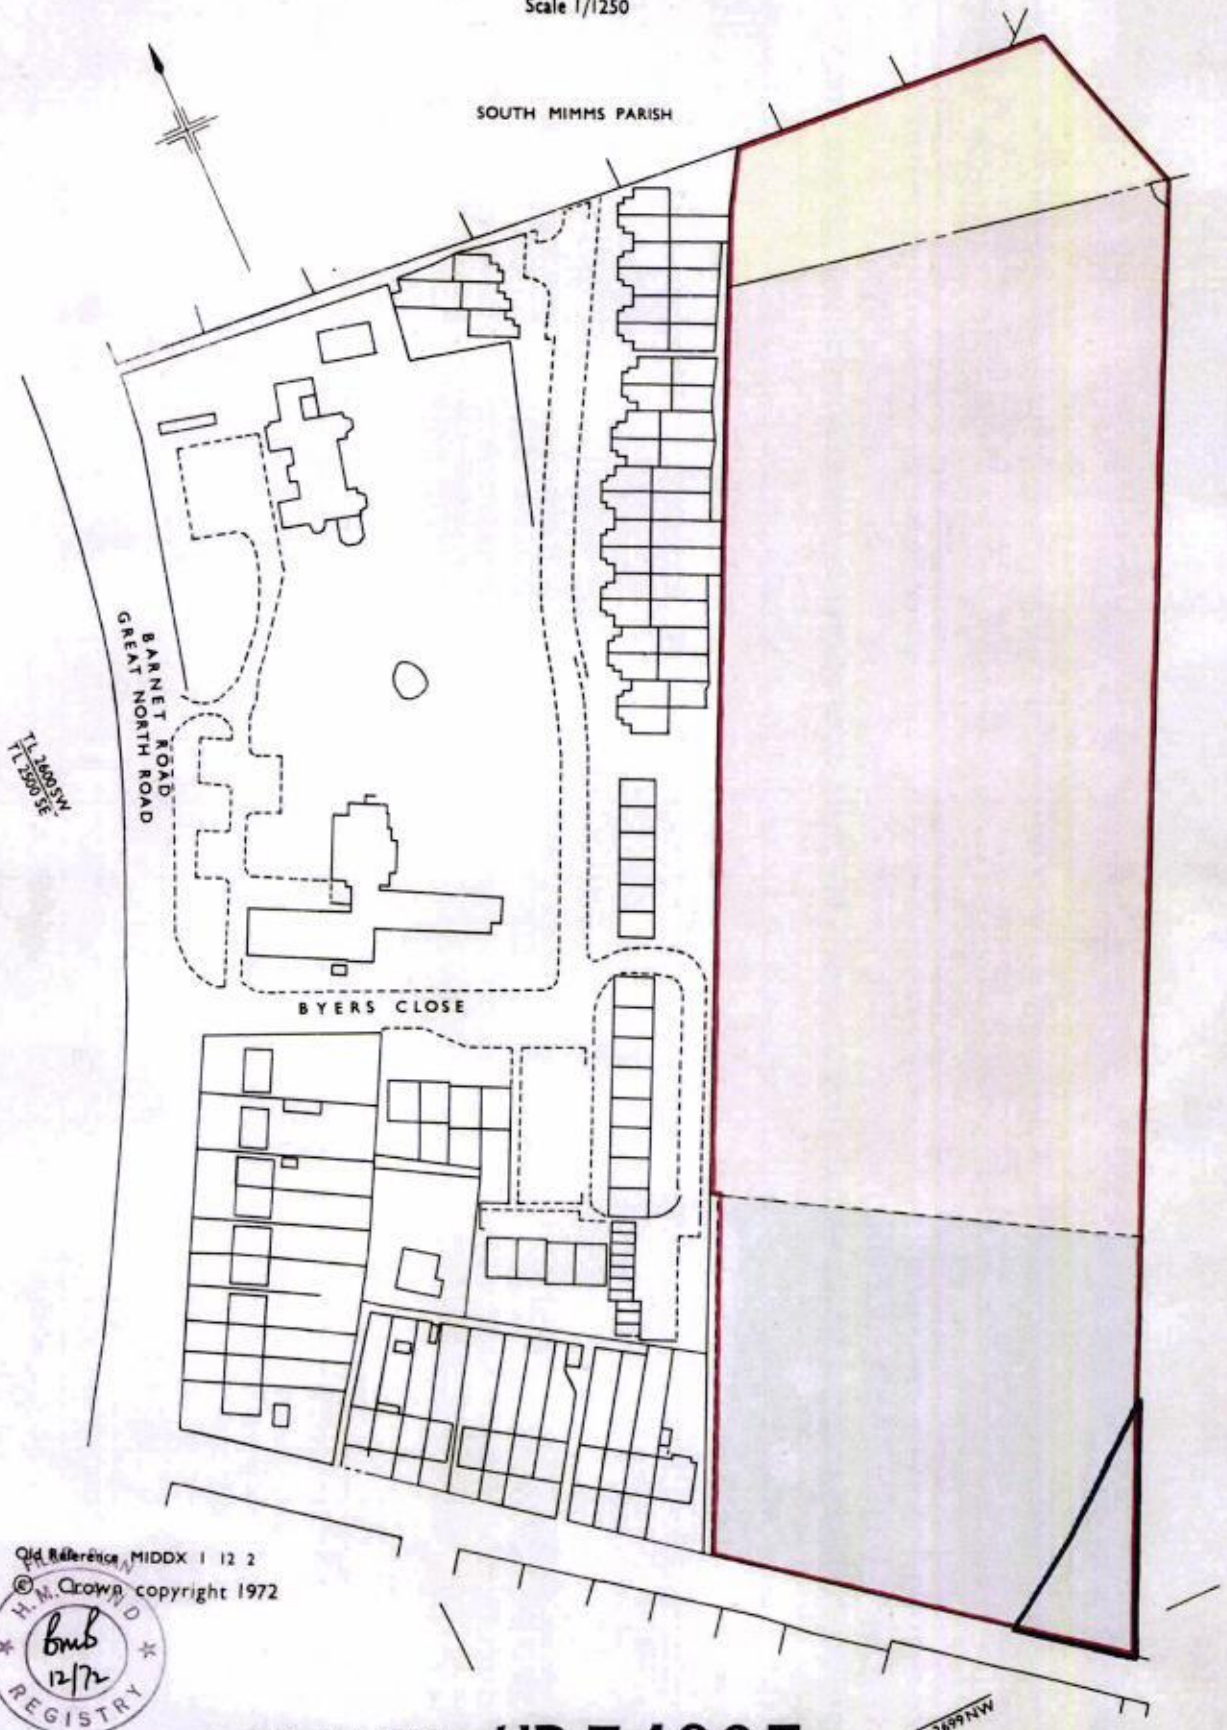 Scale 1/1250
SOUTH MIMMS PARISH
BARNET ROAD
GREAT NORTH ROAD
TL 2600 SW
TL 2500 SE
BYERS CLOSE
Old Reference MIDDX 1 12 2
© Crown copyright 1972
H.M. LAND
REGISTRY
12/72